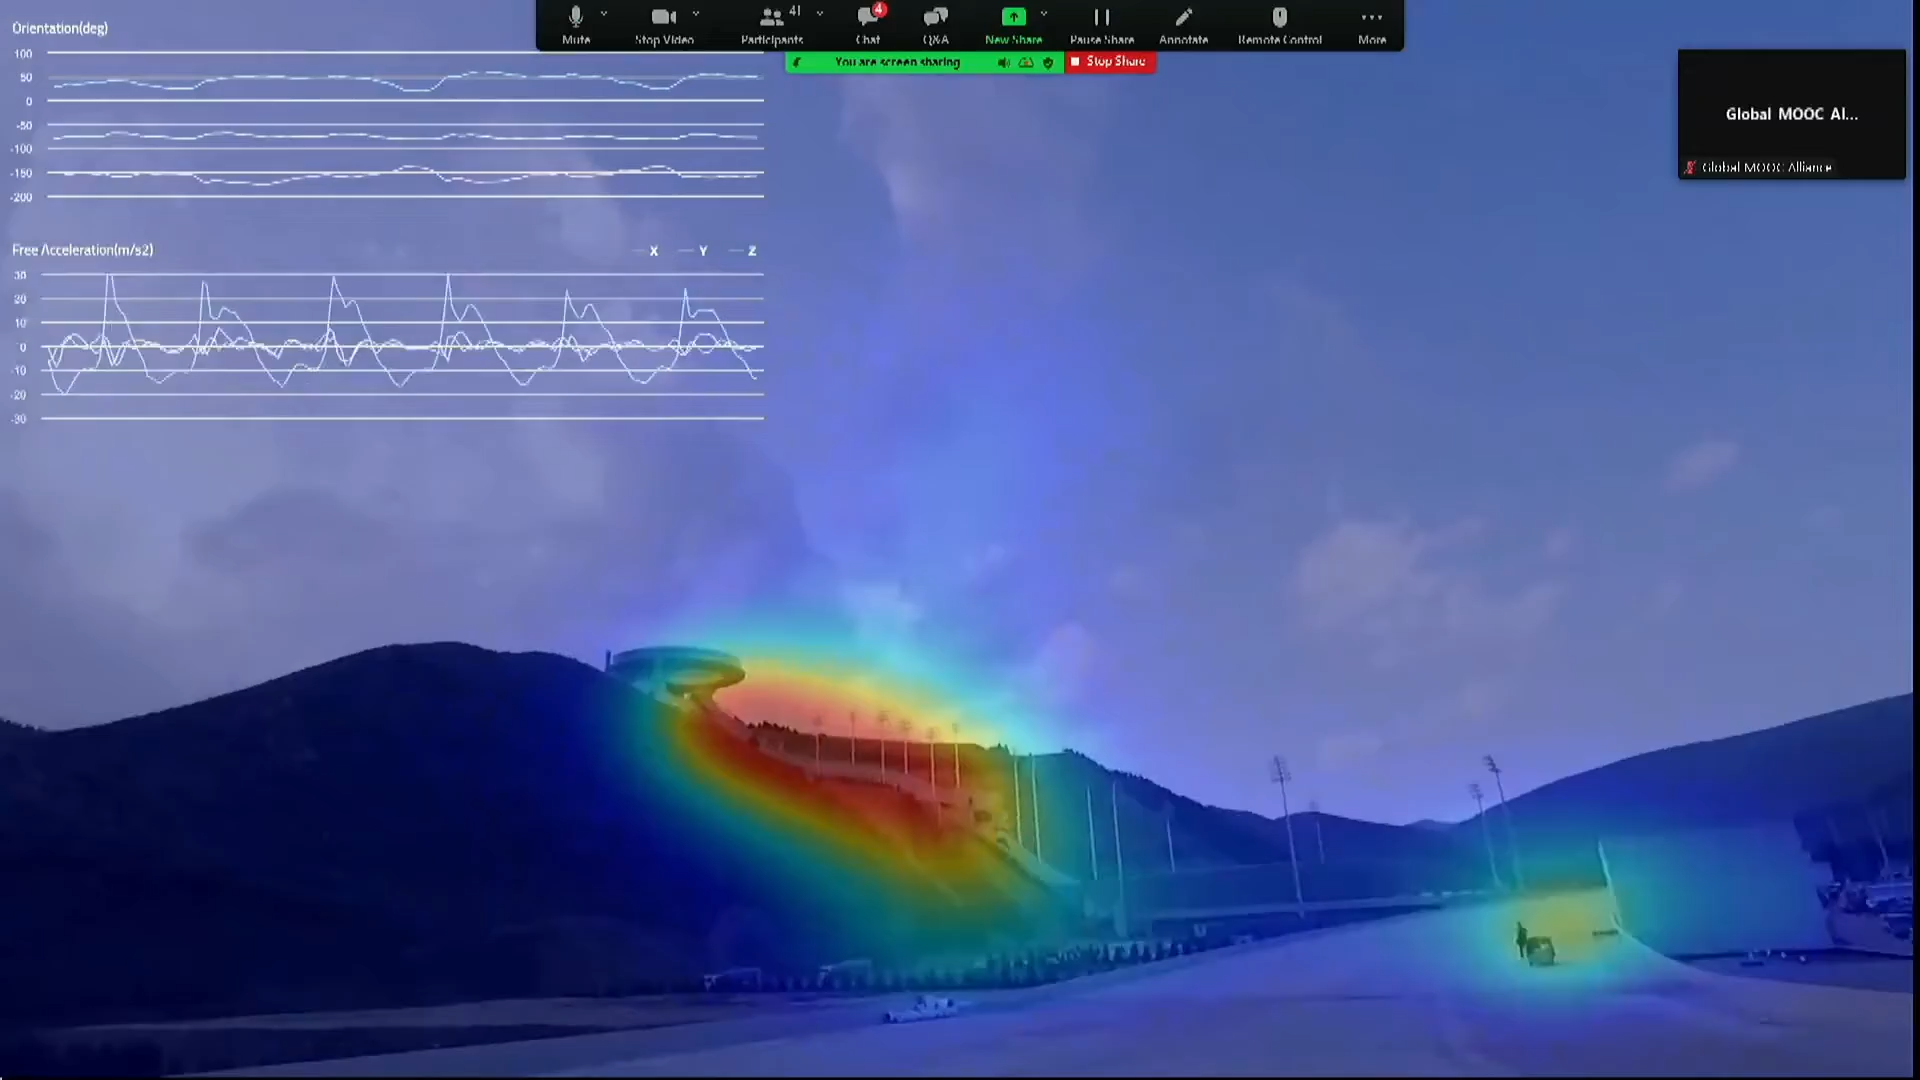 Orientation(deg)
100
50
0
-50
-100
-150
-200
Free Acceleration(m/s2)
X Y Z
30
20
10
0
-10
-20
-30
Mute
Stop Video
Participants 41
Chat 4
Q&A
New Share
Pause Share
Annotate
Remote Control
More
You are screen sharing
Stop Share
Global MOOC Al...
Global MOOC Alliance